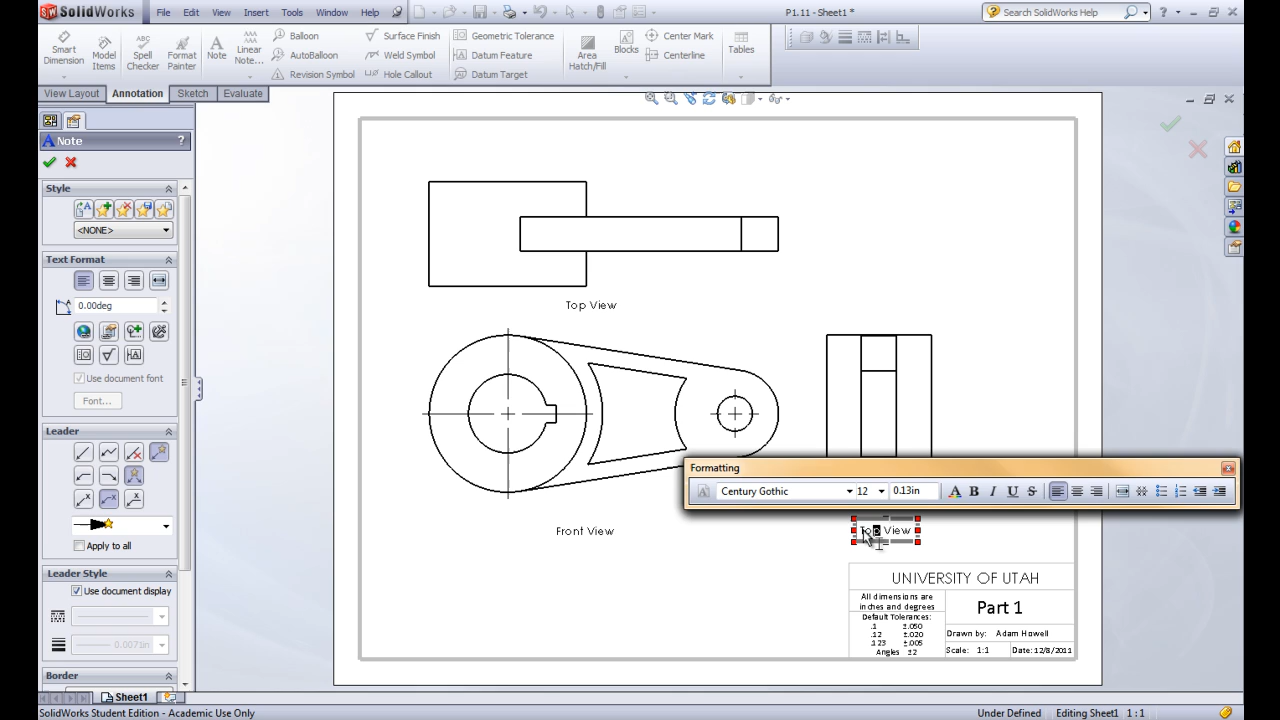 SolidWorks
File Edit View Insert Tools Window Help
P1.11 - Sheet1 *
Search SolidWorks Help
Smart Dimension
Model Items
Spell Checker
Format Painter
Note
Linear Note...
Balloon
AutoBalloon
Revision Symbol
Surface Finish
Weld Symbol
Hole Callout
Geometric Tolerance
Datum Feature
Datum Target
Area Hatch/Fill
Blocks
Center Mark
Centerline
Tables
View Layout Annotation Sketch Evaluate
Note
?
Style
<NONE>
Text Format
0.00deg
Use document font
Font...
Leader
Apply to all
Leader Style
Use document display
0.0071in
Border
Top View
Front View
Formatting
Century Gothic 12 0.13in A B I U S
Top View
UNIVERSITY OF UTAH
All dimensions are
inches and degrees
Default Tolerances:
.1 ±.050
.12 ±.020
.123 ±.005
Angles ±2
Part 1
Drawn by: Adam Howell
Scale: 1:1 Date: 12/8/2011
Sheet1
SolidWorks Student Edition - Academic Use Only
Under Defined Editing Sheet1 1 : 1